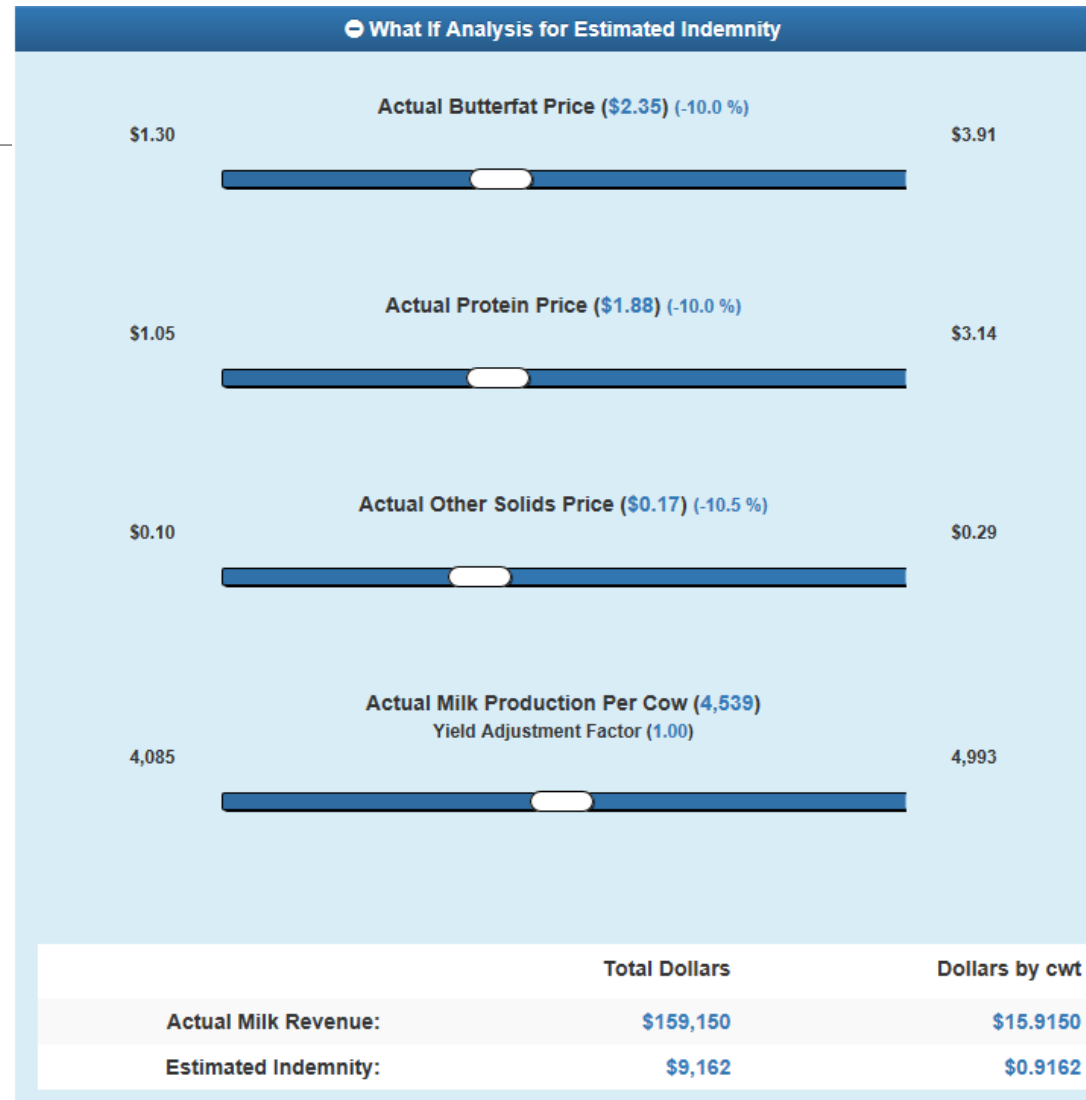 What If Analysis for Estimated Indemnity
Actual Butterfat Price ($2.35) (-10.0 %)
$1.30 $3.91
Actual Protein Price ($1.88) (-10.0 %)
$1.05 $3.14
Actual Other Solids Price ($0.17) (-10.5 %)
$0.10 $0.29
Actual Milk Production Per Cow (4,539)
Yield Adjustment Factor (1.00)
4,085 4,993
Total Dollars Dollars by cwt
Actual Milk Revenue: $159,150 $15.9150
Estimated Indemnity: $9,162 $0.9162